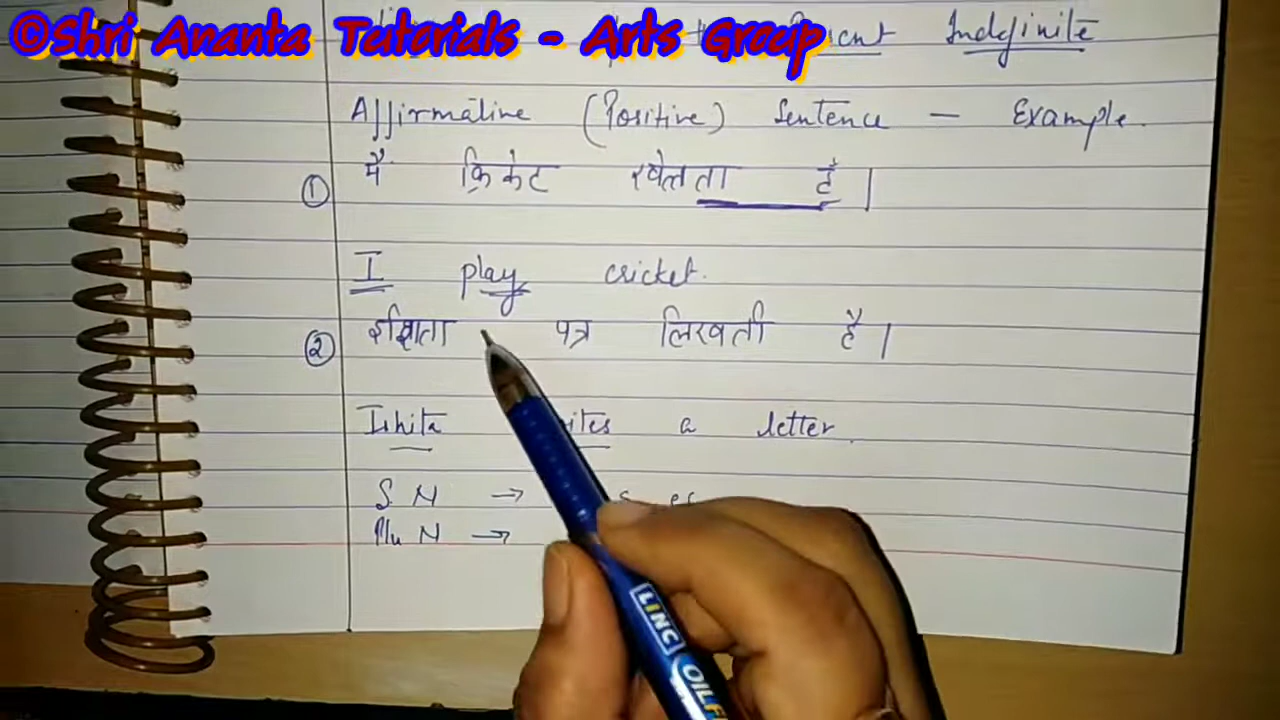 ©Shri Ananta Tutorials - Arts Group
Indefinite
Affirmative (Positive) Sentence — Example.
① मैं क्रिकेट खेलता हूँ।
I play cricket.
② इशिता पत्र लिखती है।
Ishita a letter.
S. N →
Plu N →
LINC